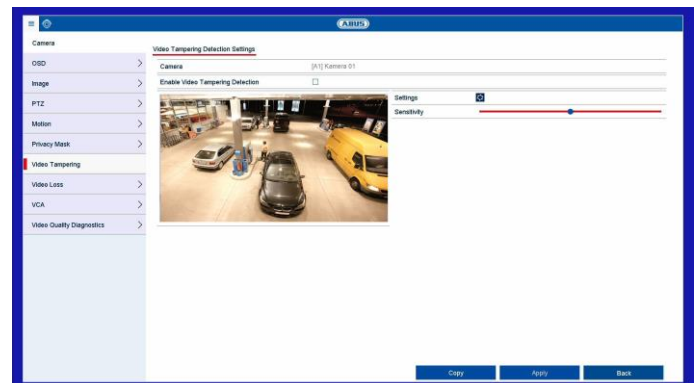 ABUS
Camera
OSD
Image
PTZ
Motion
Privacy Mask
Video Tampering
Video Loss
VCA
Video Quality Diagnostics
Video Tampering Detection Settings
Camera [A1] Kamera 01
Enable Video Tampering Detection
Settings
Sensitivity
Copy Apply Back